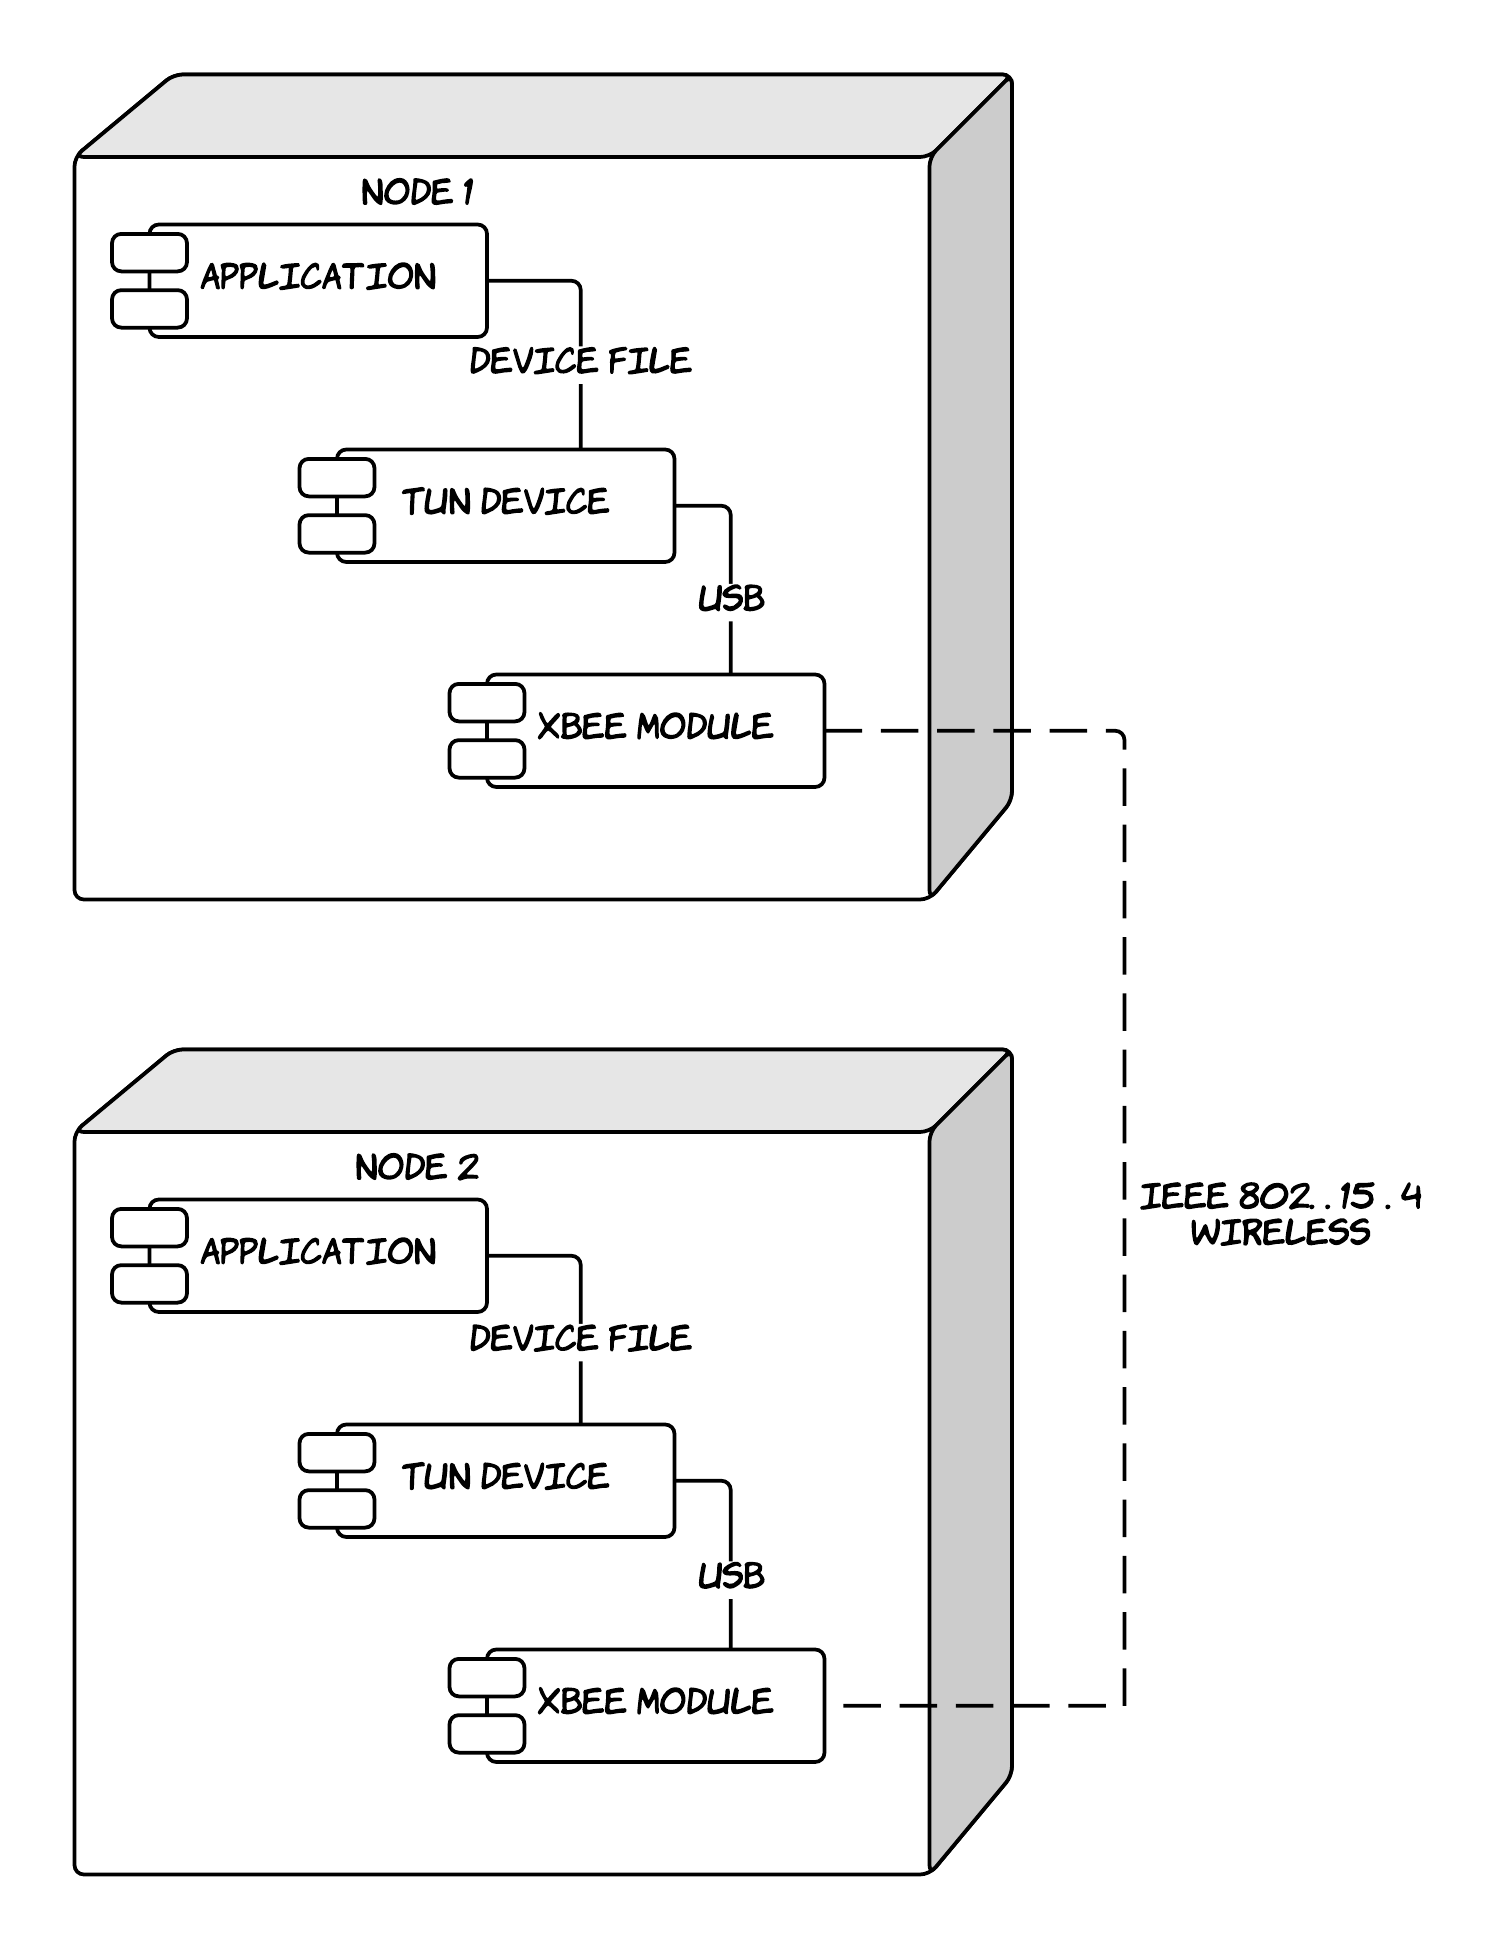 NODE 1
APPLICATION
DEVICE FILE
TUN DEVICE
USB
XBEE MODULE
NODE 2
IEEE 802. . 15 . 4
WIRELESS
APPLICATION
DEVICE FILE
TUN DEVICE
USB
XBEE MODULE